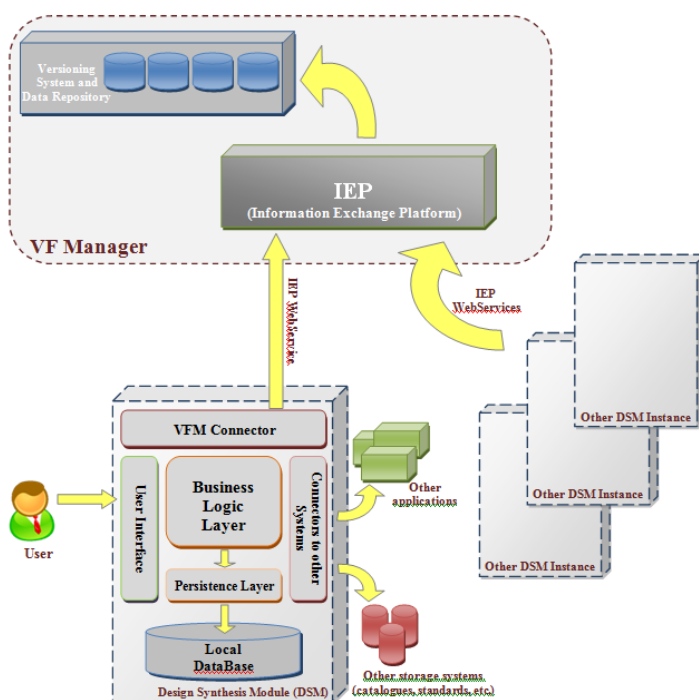 Versioning
System and
Data Repository
IEP
(Information Exchange Platform)
VF Manager
IEP WebService
IEP
WebServices
Other DSM Instance
Other DSM Instance
Other DSM Instance
VFM Connector
User Interface
Business
Logic
Layer
Connectors to other
Systems
Persistence Layer
Local
DataBase
Design Synthesis Module (DSM)
User
Other
applications
Other storage systems
(catalogues, standards, etc.)